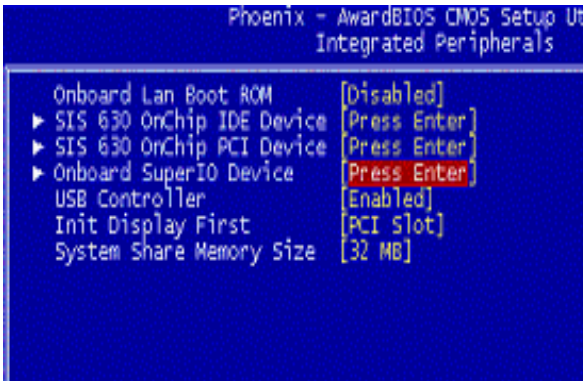 Phoenix - AwardBIOS CMOS Setup Ut
Integrated Peripherals
Onboard Lan Boot ROM [Disabled]
▶ SIS 630 OnChip IDE Device [Press Enter]
▶ SIS 630 OnChip PCI Device [Press Enter]
▶ Onboard SuperIO Device [Press Enter]
USB Controller [Enabled]
Init Display First [PCI Slot]
System Share Memory Size [32 MB]